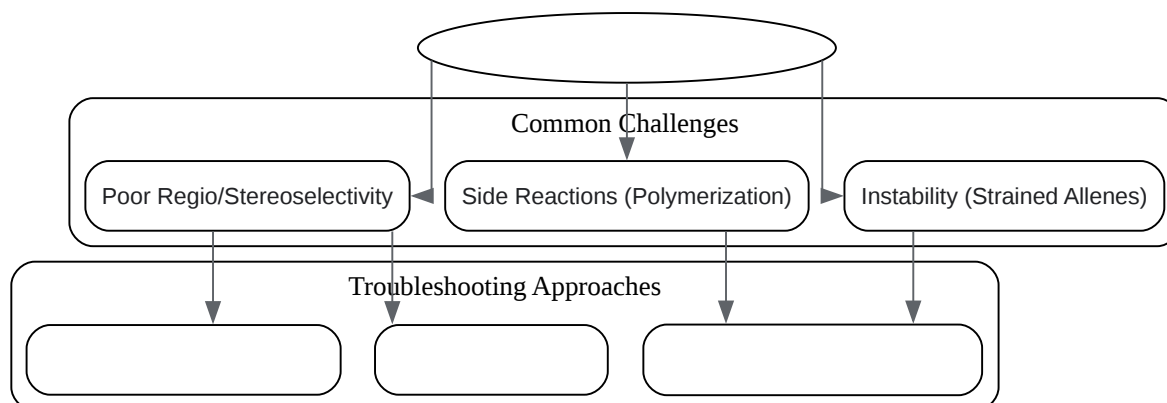 Common Challenges
Poor Regio/Stereoselectivity
Side Reactions (Polymerization)
Instability (Strained Allenes)
Troubleshooting Approaches